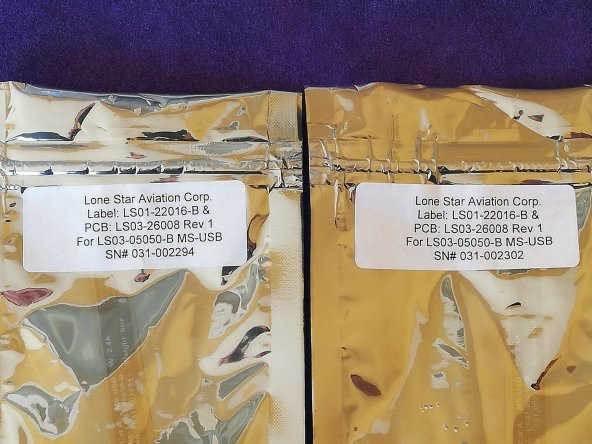 Lone Star Aviation Corp.
Label: LS01-22016-B &
PCB: LS03-26008 Rev 1
For LS03-05050-B MS-USB
SN# 031-002294
Lone Star Aviation Corp.
Label: LS01-22016-B &
PCB: LS03-26008 Rev 1
For LS03-05050-B MS-USB
SN# 031-002302